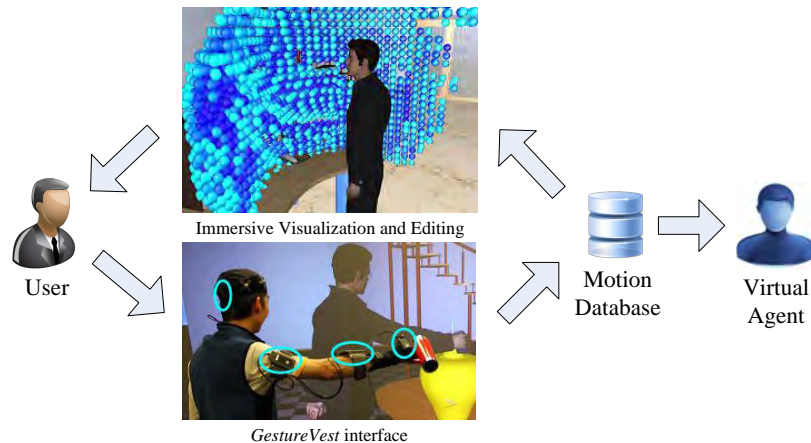 Immersive Visualization and Editing
User
Motion
Database
Virtual
Agent
GestureVest interface